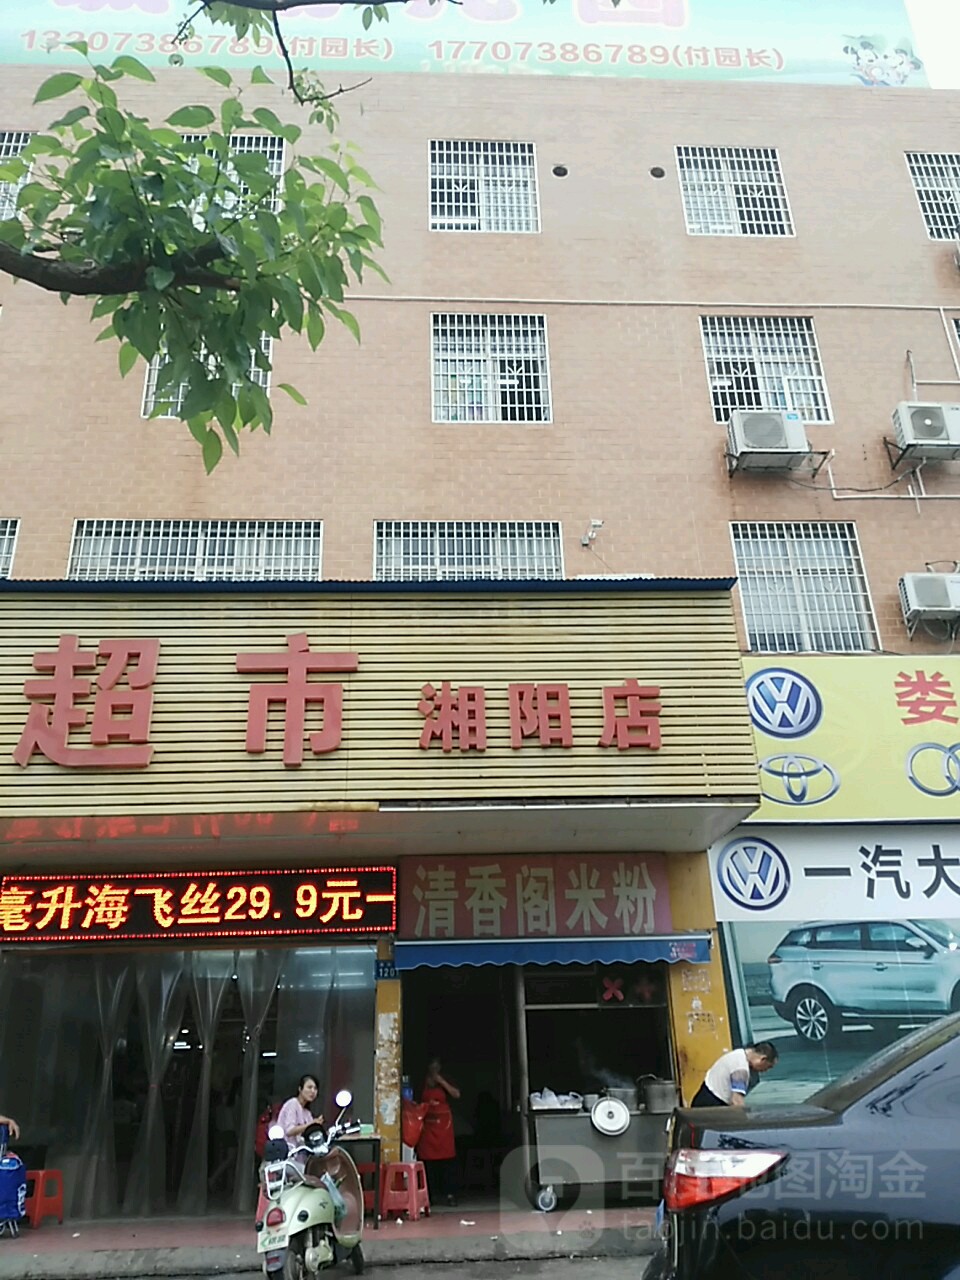 13307386789(付园长) 17707386789(付园长)
超市 湘阳店
娄
一汽大
毫升海飞丝29.9元一
清香阁米粉
120
百度地图淘金
taojin.baidu.com